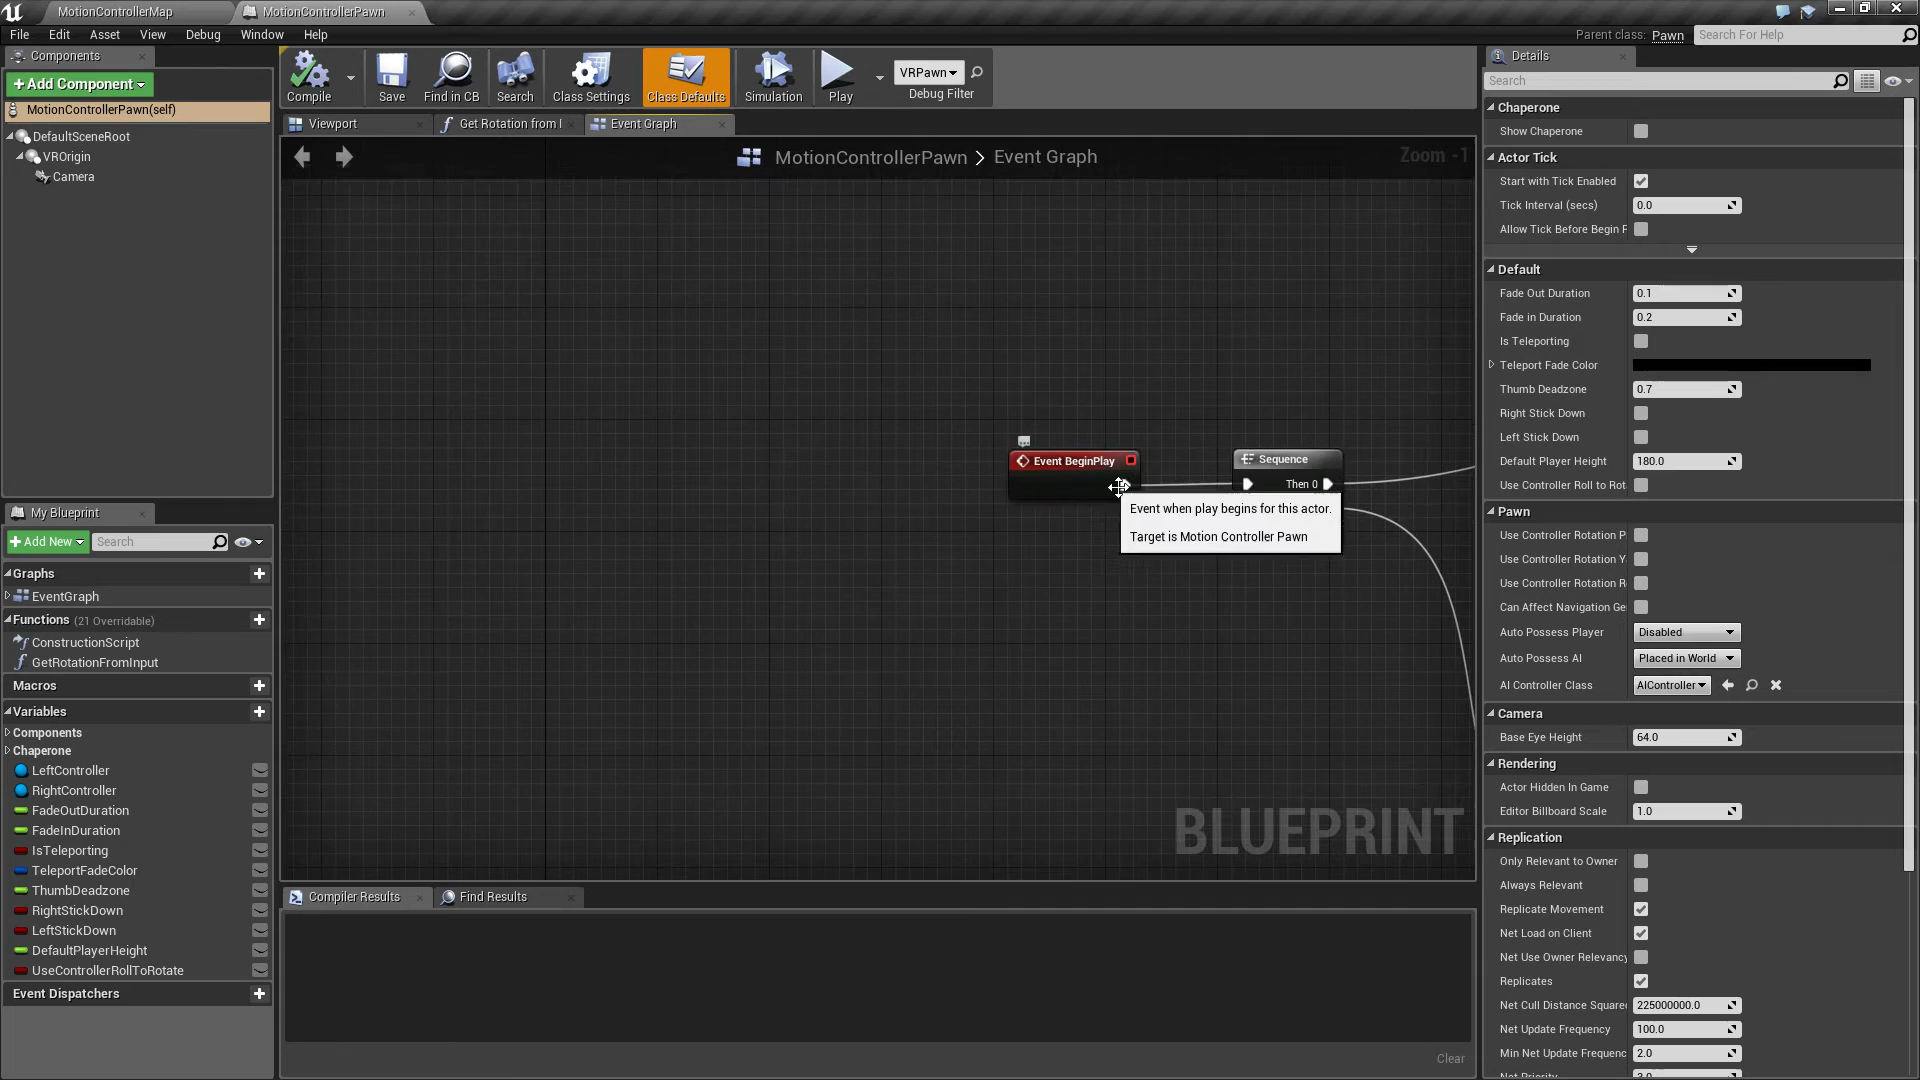 MotionControllerMap
MotionControllerPawn
File Edit Asset View Debug Window Help
Parent class: Pawn
Search For Help
Components
+Add Component
MotionControllerPawn(self)
DefaultSceneRoot
VROrigin
Camera
My Blueprint
+Add New
Search
Graphs
EventGraph
Functions (21 Overridable)
ConstructionScript
GetRotationFromInput
Macros
Variables
Components
Chaperone
LeftController
RightController
FadeOutDuration
FadeInDuration
IsTeleporting
TeleportFadeColor
ThumbDeadzone
RightStickDown
LeftStickDown
DefaultPlayerHeight
UseControllerRollToRotate
Event Dispatchers
Compile
Save
Find in CB
Search
Class Settings
Class Defaults
Simulation
Play
VRPawn
Debug Filter
Viewport
Get Rotation from I
Event Graph
MotionControllerPawn > Event Graph
Zoom -1
Event BeginPlay
Sequence
Then 0
Event when play begins for this actor.
Target is Motion Controller Pawn
BLUEPRINT
Compiler Results
Find Results
Clear
Details
Search
Chaperone
Show Chaperone
Actor Tick
Start with Tick Enabled
Tick Interval (secs) 0.0
Allow Tick Before Begin P
Default
Fade Out Duration 0.1
Fade in Duration 0.2
Is Teleporting
Teleport Fade Color
Thumb Deadzone 0.7
Right Stick Down
Left Stick Down
Default Player Height 180.0
Use Controller Roll to Rot
Pawn
Use Controller Rotation P
Use Controller Rotation Y
Use Controller Rotation R
Can Affect Navigation Ge
Auto Possess Player Disabled
Auto Possess AI Placed in World
AI Controller Class AIController
Camera
Base Eye Height 64.0
Rendering
Actor Hidden In Game
Editor Billboard Scale 1.0
Replication
Only Relevant to Owner
Always Relevant
Replicate Movement
Net Load on Client
Net Use Owner Relevancy
Replicates
Net Cull Distance Square 225000000.0
Net Update Frequency 100.0
Min Net Update Frequenc 2.0